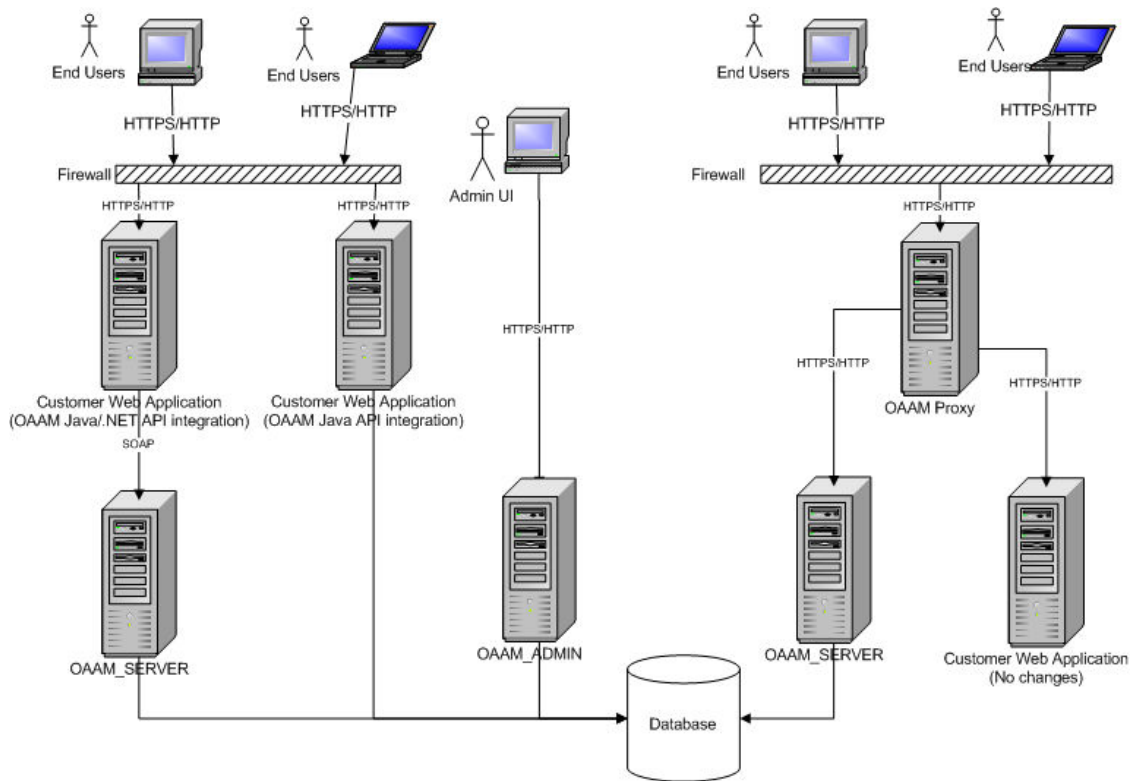 End Users
End Users
End Users
End Users
HTTPS/HTTP
HTTPS/HTTP
HTTPS/HTTP
HTTPS/HTTP
Firewall
Firewall
Admin UI
HTTPS/HTTP
HTTPS/HTTP
HTTPS/HTTP
HTTPS/HTTP
HTTPS/HTTP
HTTPS/HTTP
Customer Web Application
(OAAM Java/.NET API integration)
Customer Web Application
(OAAM Java API integration)
OAAM Proxy
SOAP
OAAM_SERVER
OAAM_ADMIN
OAAM_SERVER
Customer Web Application
(No changes)
Database